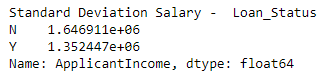 Standard Deviation Salary -  Loan_Status
N    1.646911e+06
Y    1.352447e+06
Name: ApplicantIncome, dtype: float64